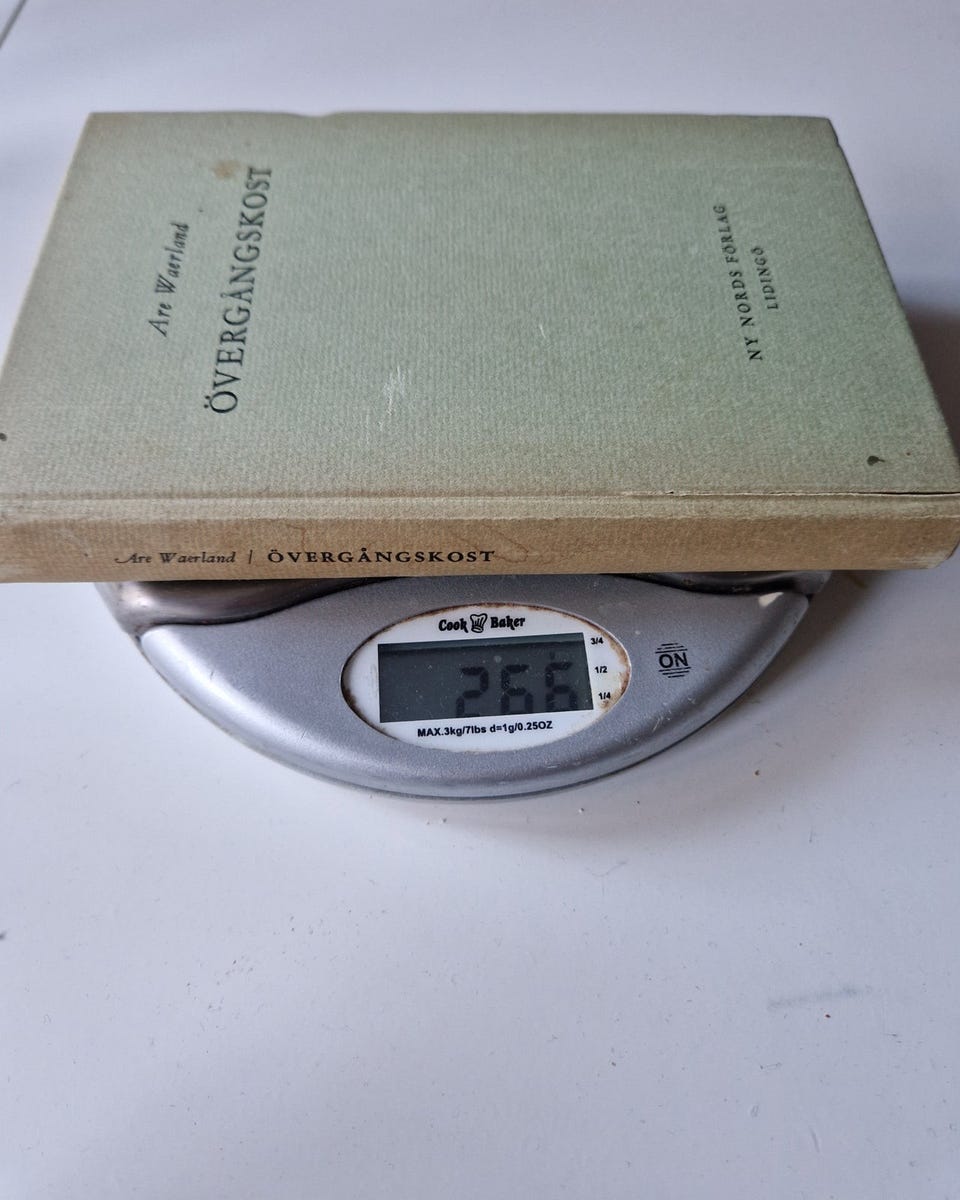 Are Waerland
ÖVERGÅNGSKOST
NY NORDS FÖRLAG
LIDINGÖ
Are Waerland / ÖVERGÅNGSKOST
Cook Baker
266
3/4
1/2
1/4
ON
MAX.3kg/7lbs d=1g/0.25OZ